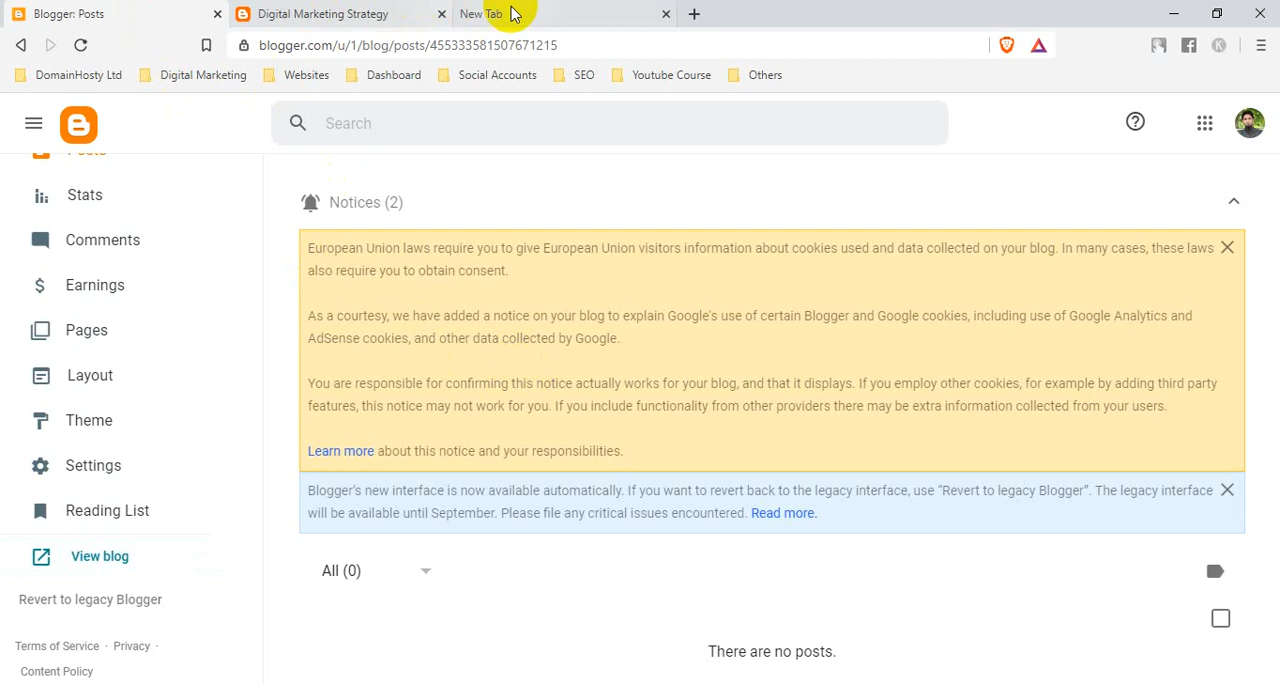 Blogger: Posts
Digital Marketing Strategy
New Tab
blogger.com/u/1/blog/posts/455333581507671215
DomainHosty Ltd
Digital Marketing
Websites
Dashboard
Social Accounts
SEO
Youtube Course
Others
Search
Posts
Stats
Comments
Earnings
Pages
Layout
Theme
Settings
Reading List
View blog
Revert to legacy Blogger
Terms of Service · Privacy ·
Content Policy
Notices (2)
European Union laws require you to give European Union visitors information about cookies used and data collected on your blog. In many cases, these laws
also require you to obtain consent.
As a courtesy, we have added a notice on your blog to explain Google's use of certain Blogger and Google cookies, including use of Google Analytics and
AdSense cookies, and other data collected by Google.
You are responsible for confirming this notice actually works for your blog, and that it displays. If you employ other cookies, for example by adding third party
features, this notice may not work for you. If you include functionality from other providers there may be extra information collected from your users.
Learn more about this notice and your responsibilities.
Blogger's new interface is now available automatically. If you want to revert back to the legacy interface, use “Revert to legacy Blogger”. The legacy interface
will be available until September. Please file any critical issues encountered. Read more.
All (0)
There are no posts.